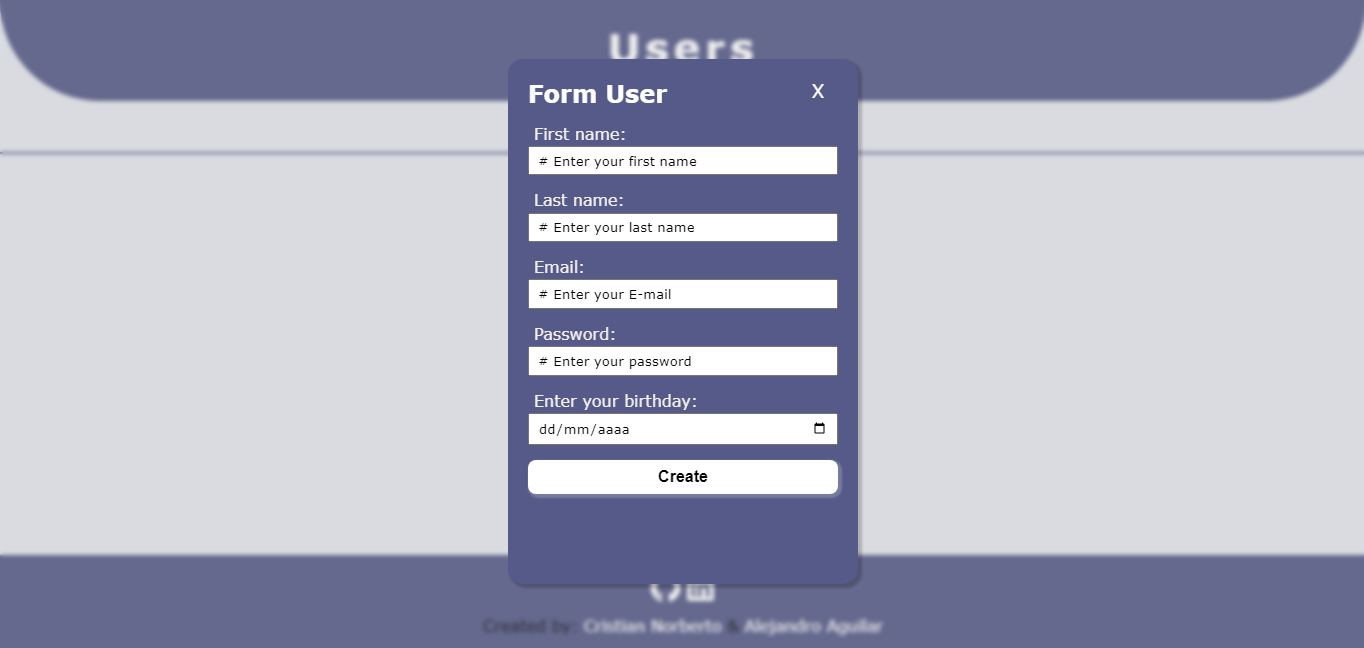 Users
Form User X
First name:
# Enter your first name
Last name:
# Enter your last name
Email:
# Enter your E-mail
Password:
# Enter your password
Enter your birthday:
dd/mm/aaaa
Create
Created by: Cristian Norberto & Alejandro Aguilar